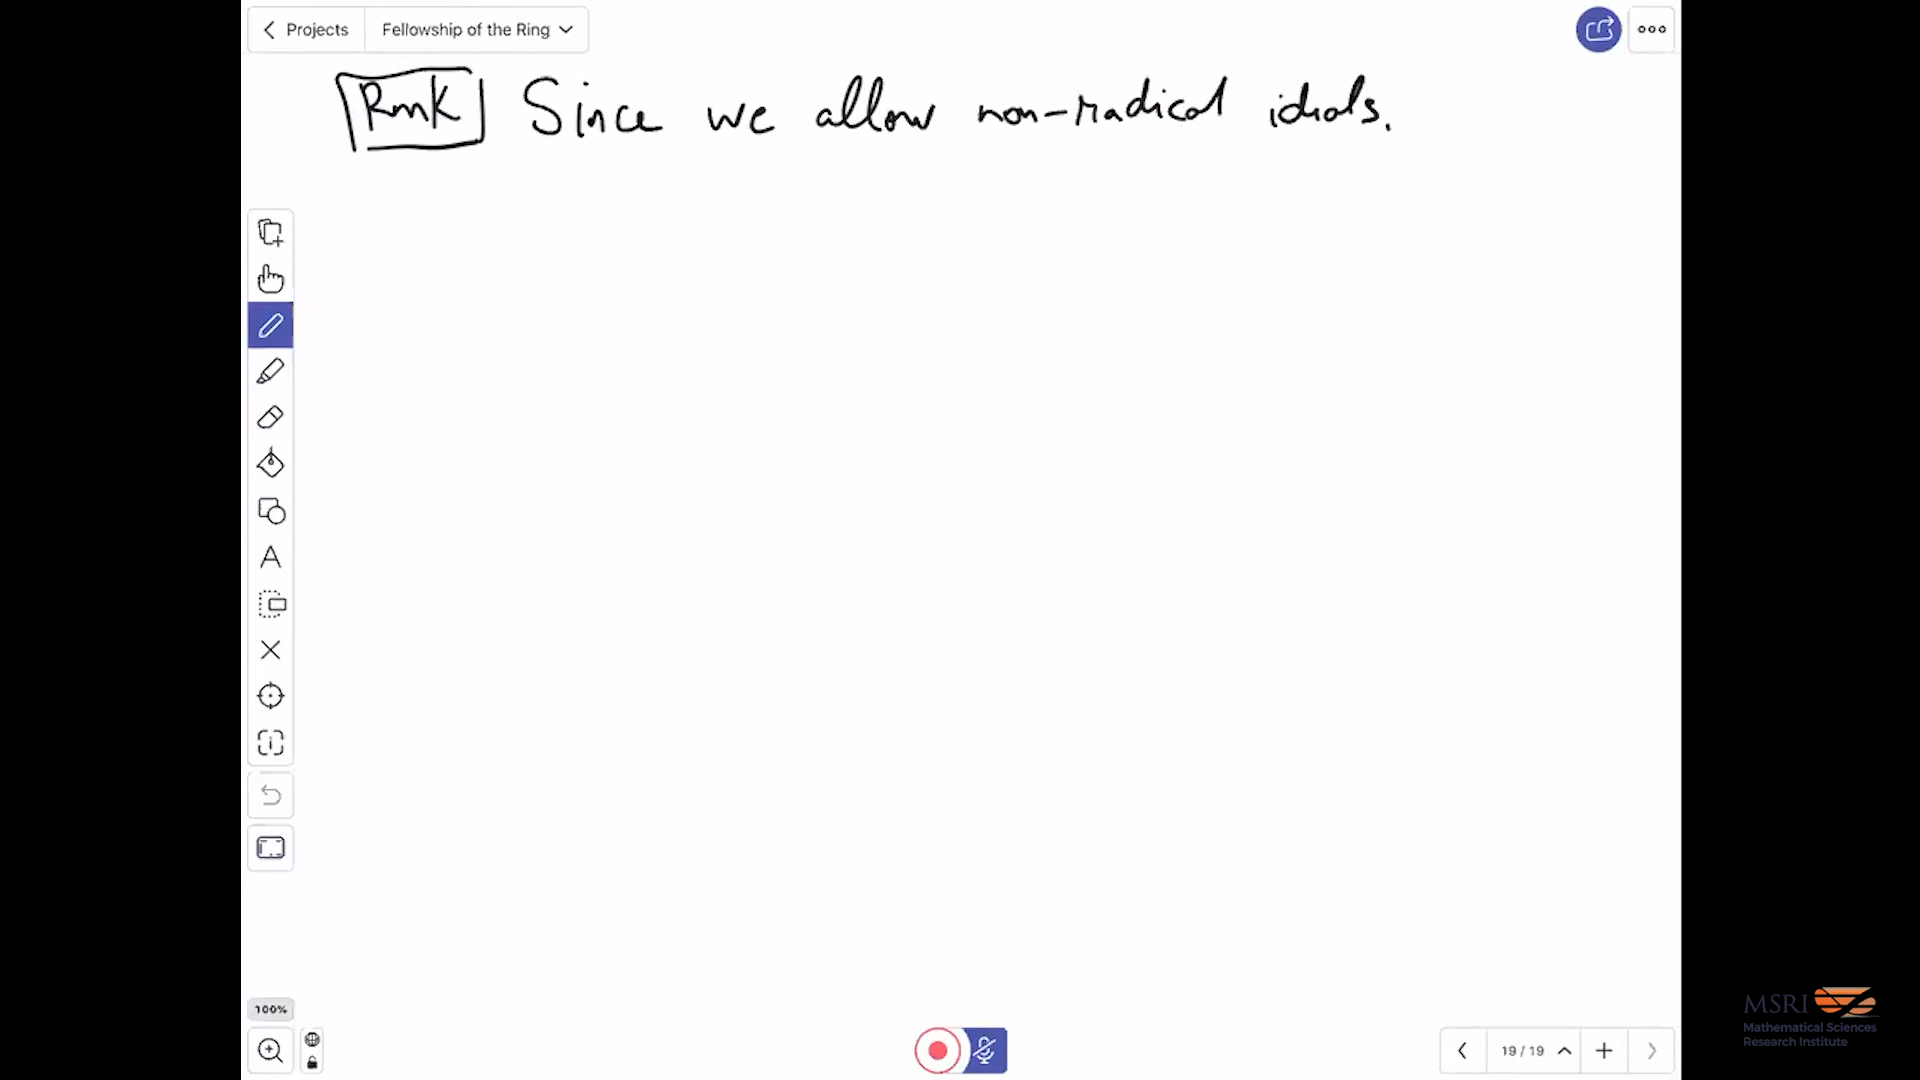 Projects
Fellowship of the Ring
Rmk Since we allow non-radical ideals.
A
100%
19/19
MSRI
Mathematical Sciences
Research Institute